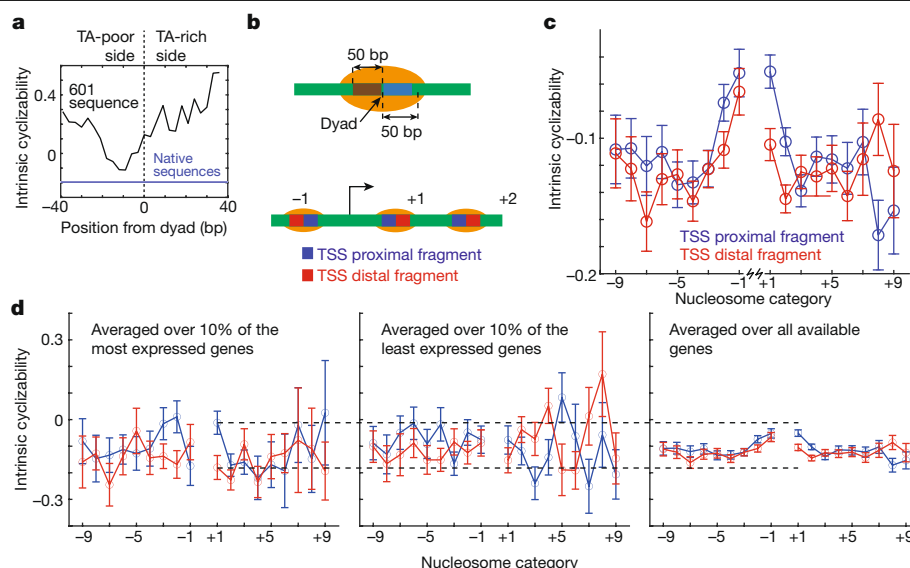 a
TA-poor side
TA-rich side
Intrinsic cyclizability
0.4
0
601 sequence
Native sequences
−40
0
40
Position from dyad (bp)
b
50 bp
Dyad
50 bp
−1
+1
+2
TSS proximal fragment
TSS distal fragment
c
Intrinsic cyclizability
−0.1
−0.2
TSS proximal fragment
TSS distal fragment
−9
−5
−1
+1
+5
+9
Nucleosome category
d
Intrinsic cyclizability
0.3
0
−0.3
Averaged over 10% of the
most expressed genes
Averaged over 10% of the
least expressed genes
Averaged over all available
genes
−9
−5
−1
+1
+5
+9
−9
−5
−1
+1
+5
+9
−9
−5
−1
+1
+5
+9
Nucleosome category